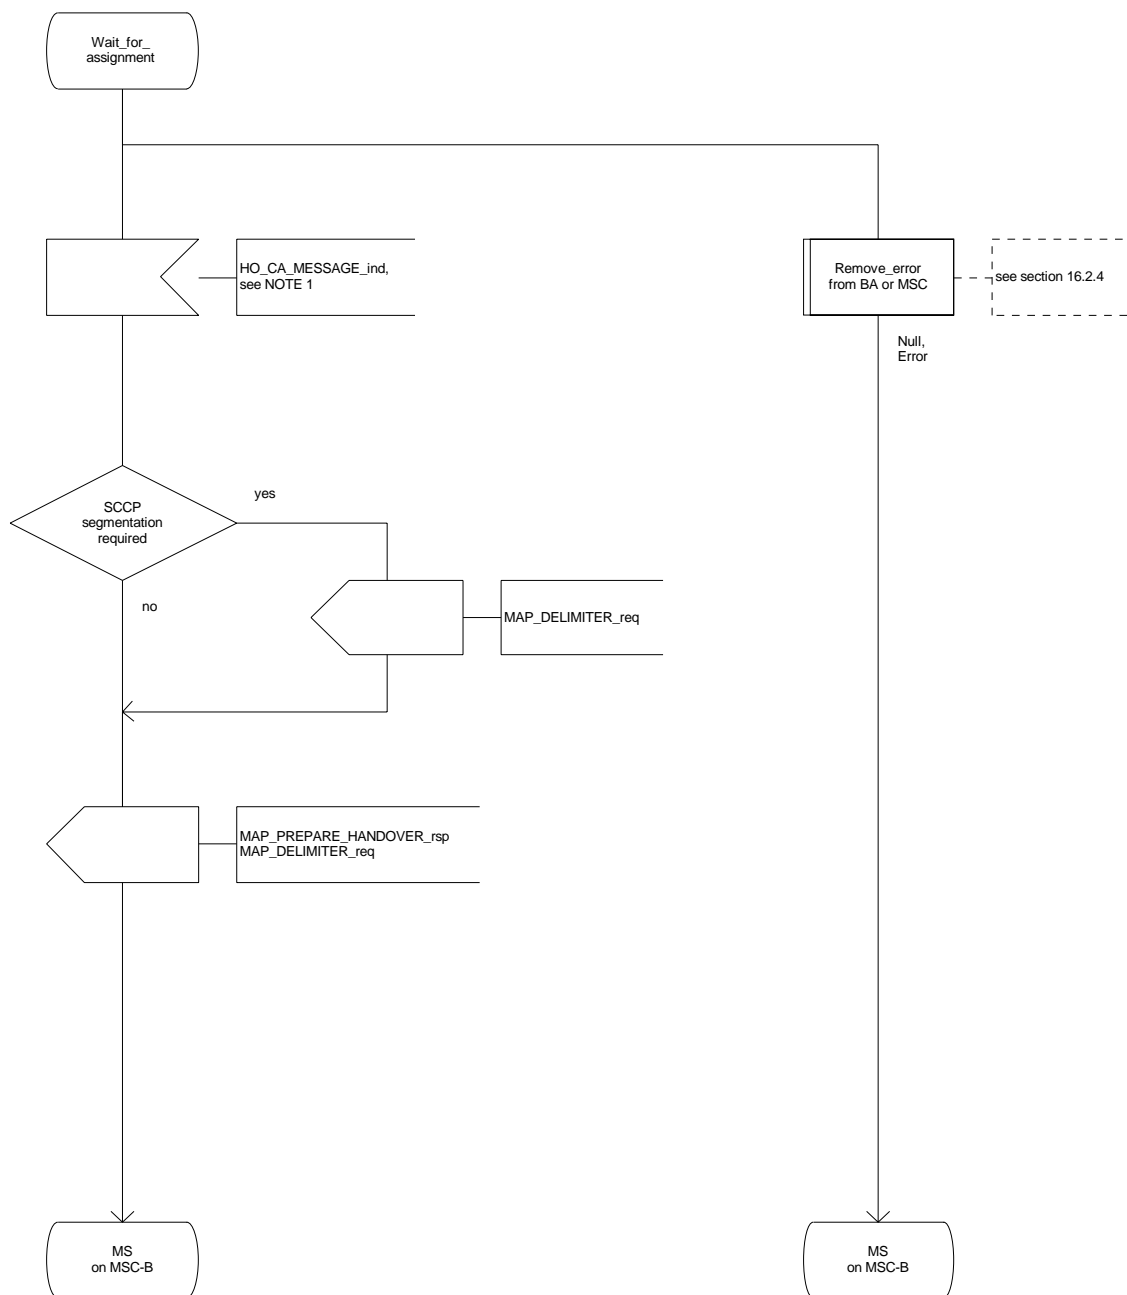 Wait_for_
assignment
HO_CA_MESSAGE_ind,
see NOTE 1
Remove_error
from BA or MSC
see section 16.2.4
Null,
Error
SCCP
segmentation
required
yes
no
MAP_DELIMITER_req
MAP_PREPARE_HANDOVER_rsp
MAP_DELIMITER_req
MS
on MSC-B
MS
on MSC-B